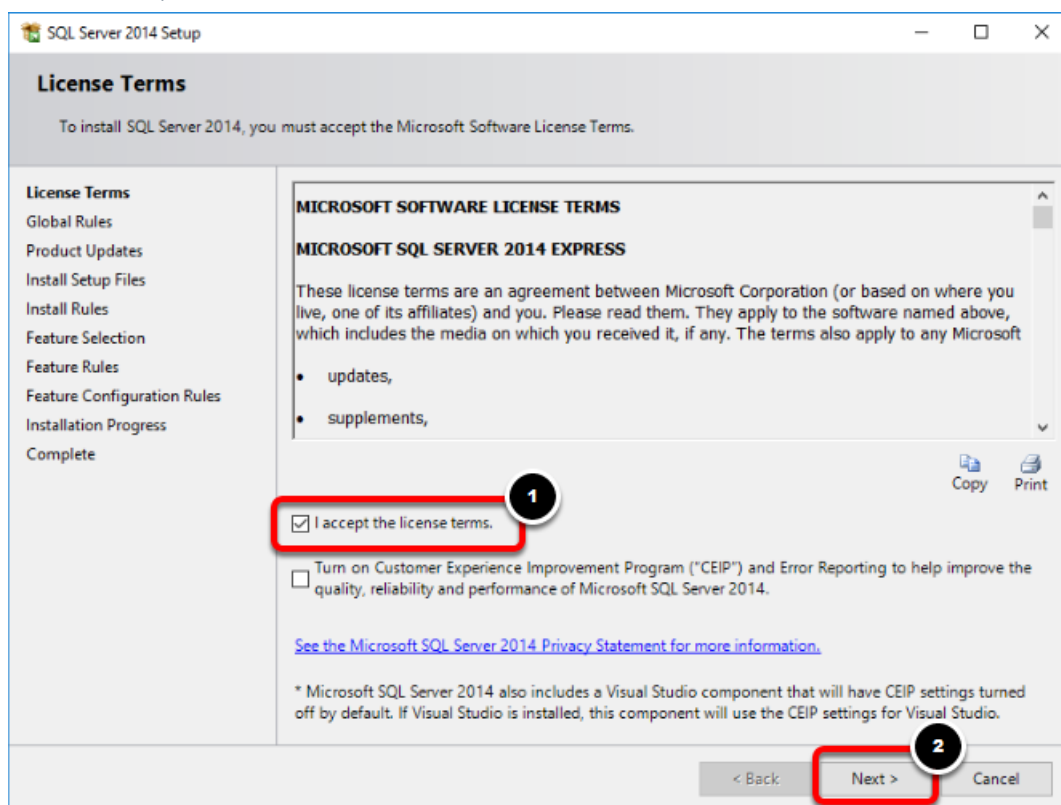 SQL Server 2014 Setup
License Terms
To install SQL Server 2014, you must accept the Microsoft Software License Terms.
License Terms
Global Rules
Product Updates
Install Setup Files
Install Rules
Feature Selection
Feature Rules
Feature Configuration Rules
Installation Progress
Complete
MICROSOFT SOFTWARE LICENSE TERMS
MICROSOFT SQL SERVER 2014 EXPRESS
These license terms are an agreement between Microsoft Corporation (or based on where you
live, one of its affiliates) and you. Please read them. They apply to the software named above,
which includes the media on which you received it, if any. The terms also apply to any Microsoft
• updates,
• supplements,
Copy Print
1
I accept the license terms.
Turn on Customer Experience Improvement Program ("CEIP") and Error Reporting to help improve the
quality, reliability and performance of Microsoft SQL Server 2014.
See the Microsoft SQL Server 2014 Privacy Statement for more information.
* Microsoft SQL Server 2014 also includes a Visual Studio component that will have CEIP settings turned
off by default. If Visual Studio is installed, this component will use the CEIP settings for Visual Studio.
2
< Back Next > Cancel